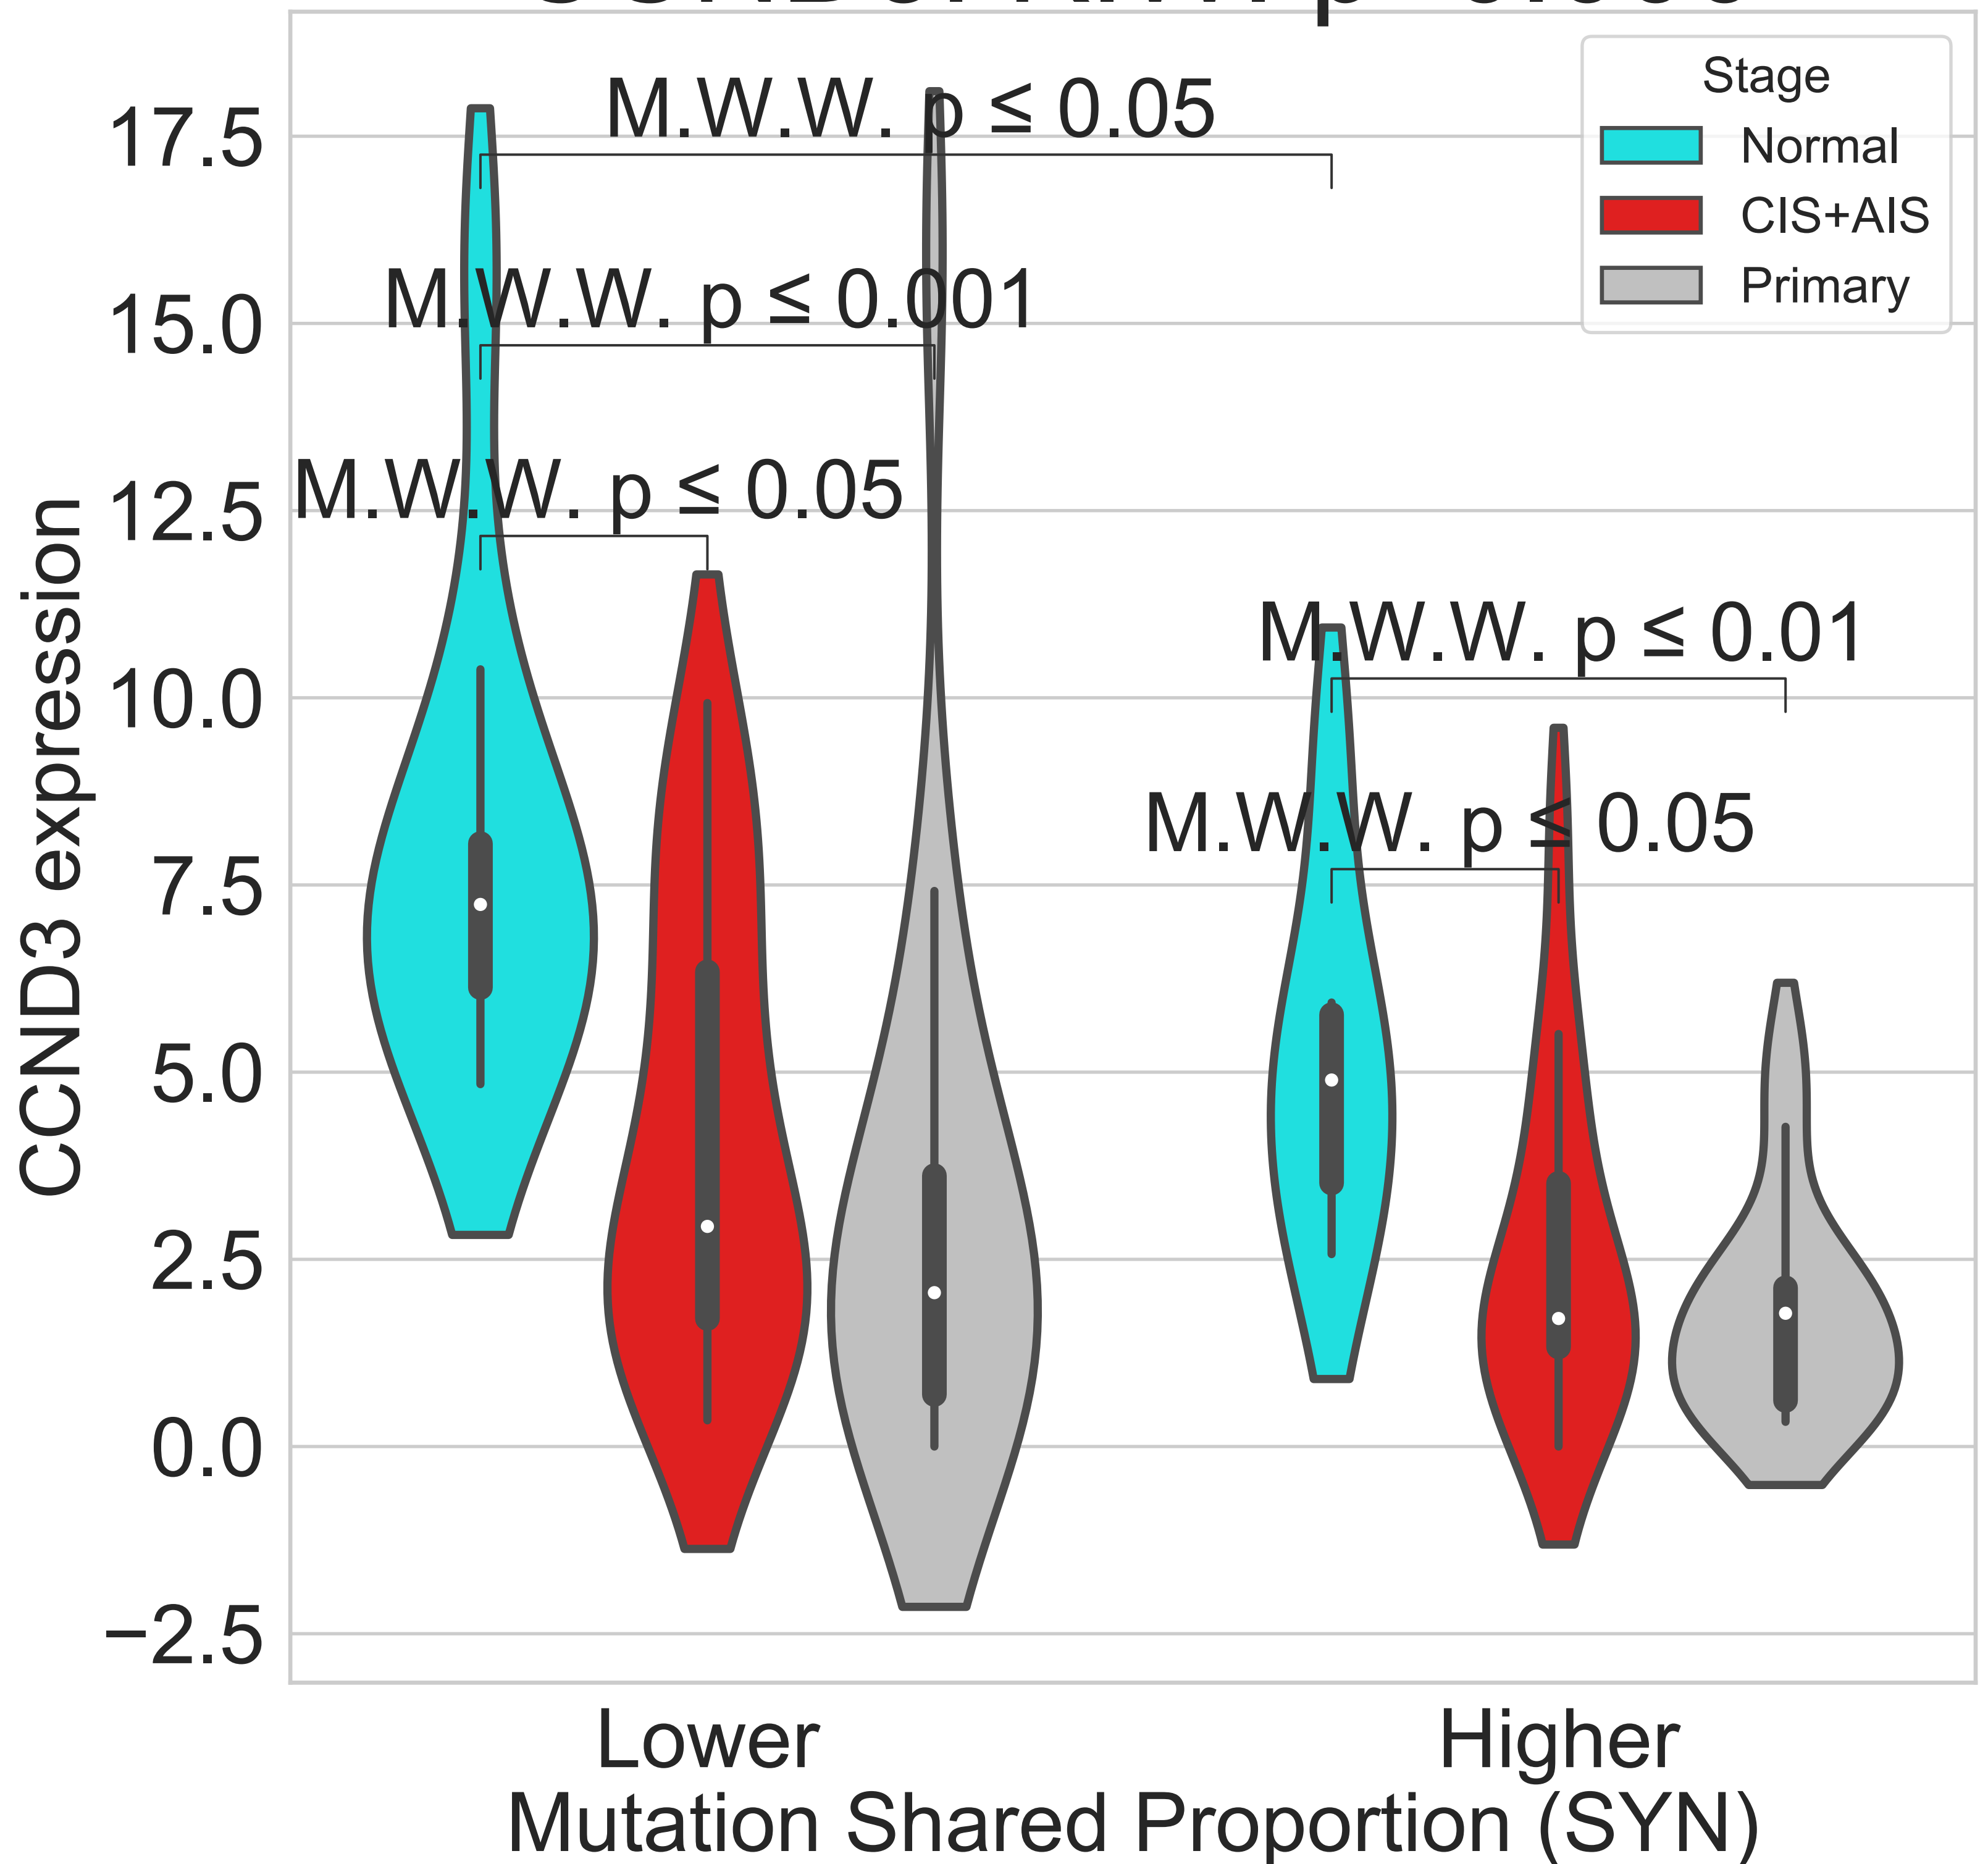 M.W.W. p ≤ 0.05
M.W.W. p ≤ 0.001
M.W.W. p ≤ 0.05
M.W.W. p ≤ 0.01
M.W.W. p ≤ 0.05
Stage
Normal
CIS+AIS
Primary
CCND3 expression
17.5
15.0
12.5
10.0
7.5
5.0
2.5
0.0
−2.5
Lower
Higher
Mutation Shared Proportion (SYN)